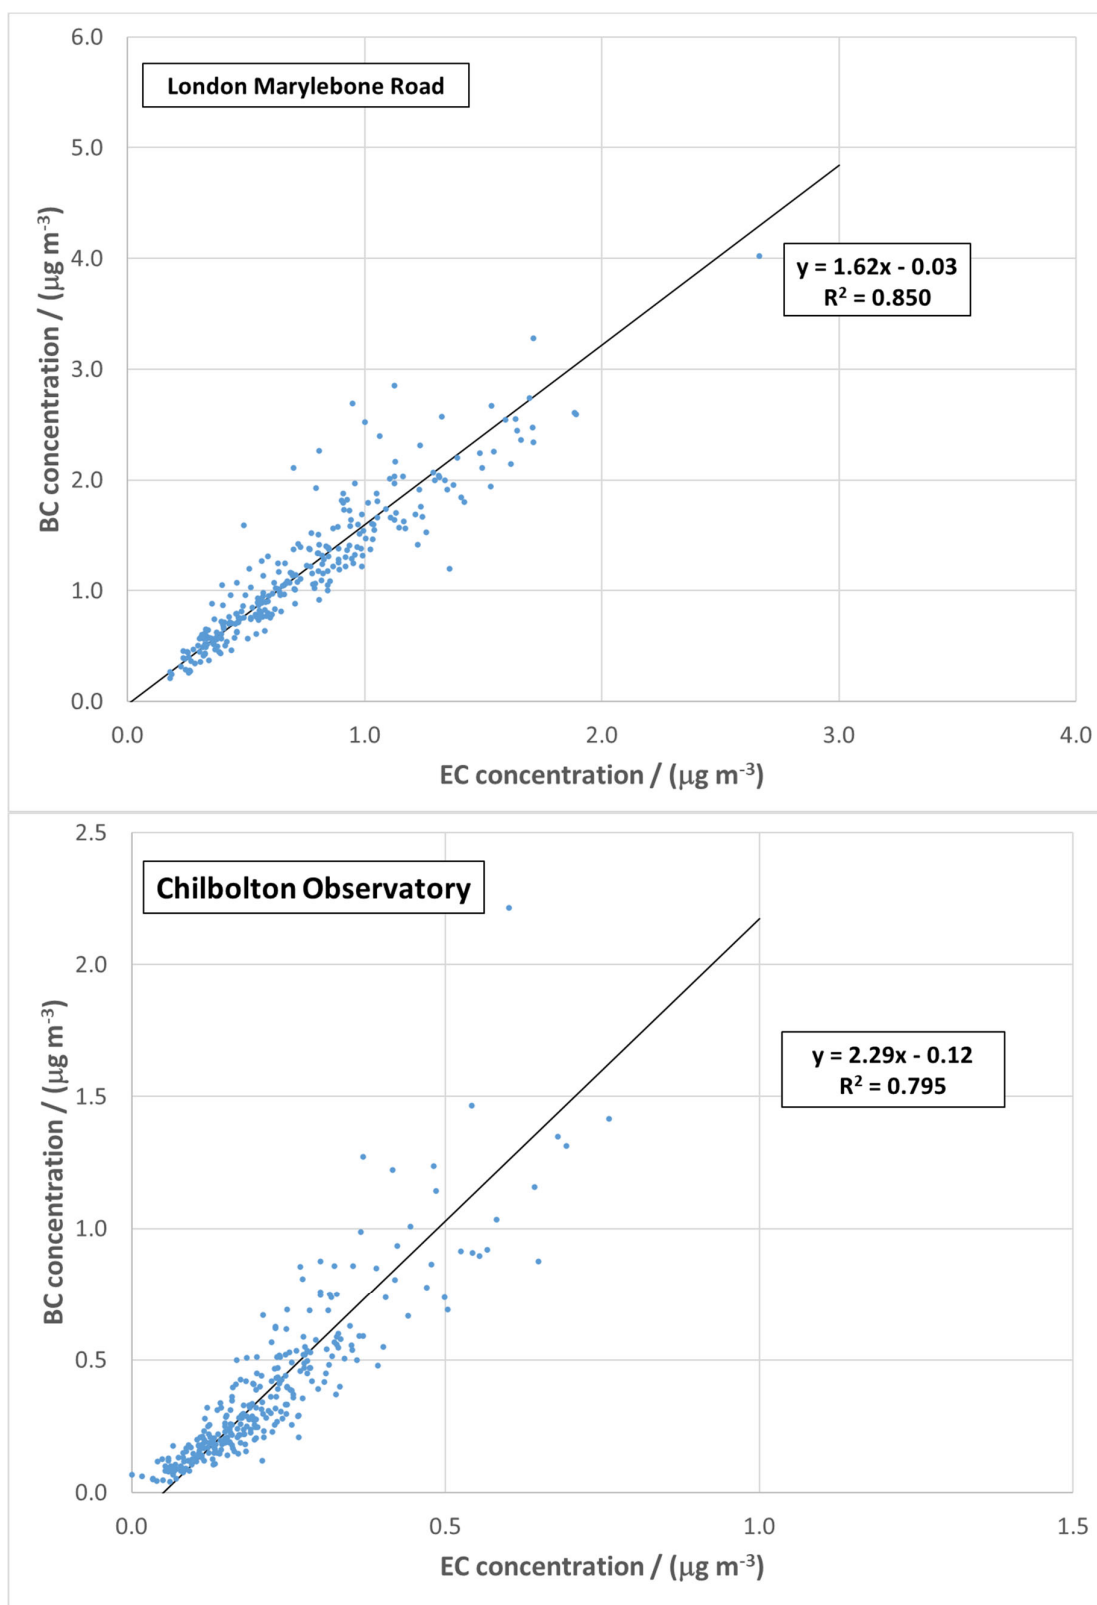 6.0
London Marylebone Road
5.0
4.0
y = 1.62x - 0.03
R² = 0.850
3.0
2.0
1.0
0.0
BC concentration / (µg m⁻³)
0.0 1.0 2.0 3.0 4.0
EC concentration / (µg m⁻³)
2.5
Chilbolton Observatory
2.0
y = 2.29x - 0.12
R² = 0.795
1.5
1.0
0.5
0.0
BC concentration / (µg m⁻³)
0.0 0.5 1.0 1.5
EC concentration / (µg m⁻³)